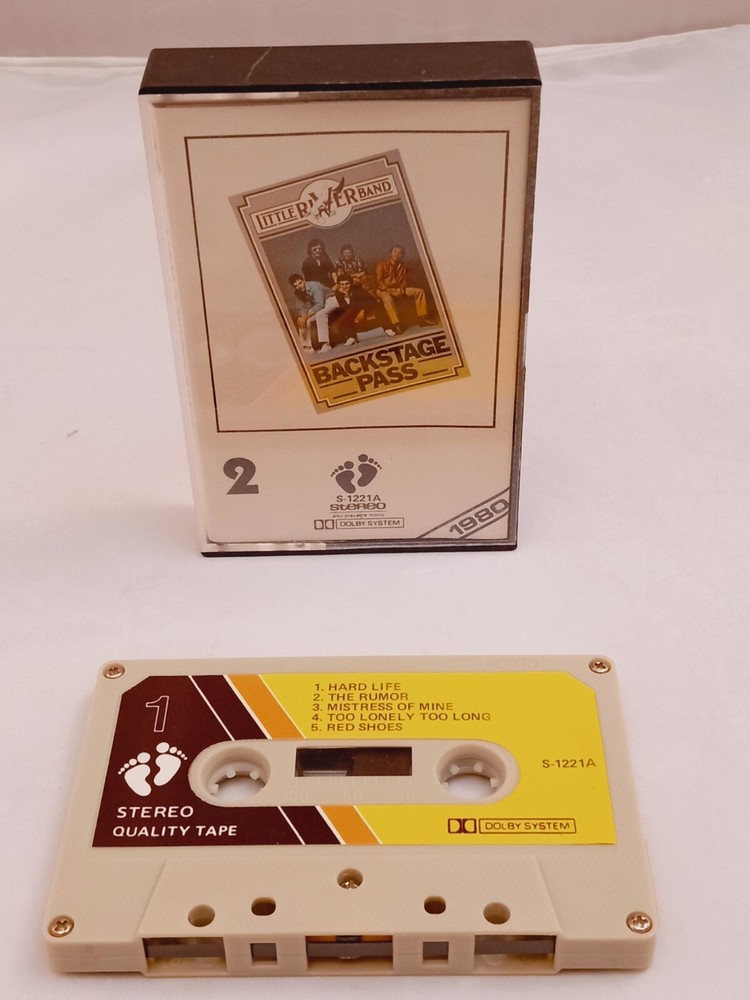 LITTLE RIVER BAND
BACKSTAGE
PASS
2
S-1221A
stereo
DOLBY SYSTEM
1980
1
1. HARD LIFE
2. THE RUMOR
3. MISTRESS OF MINE
4. TOO LONELY TOO LONG
5. RED SHOES
S-1221A
STEREO
QUALITY TAPE
DOLBY SYSTEM